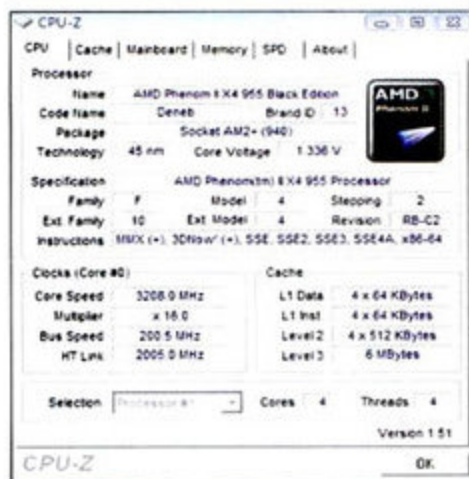 CPU-Z
CPU Cache Mainboard Memory SPD About
Processor
Name AMD Phenom II X4 955 Black Edition
Code Name Deneb Brand ID 13
Package Socket AM2+ (940)
Technology 45 nm Core Voltage 1.336 V
AMD
Phenom II
Specification AMD Phenom(tm) II X4 955 Processor
Family F Model 4 Stepping 2
Ext. Family 10 Ext. Model 4 Revision RB-C2
Instructions MMX (+), 3DNow! (+), SSE, SSE2, SSE3, SSE4A, x86-64
Clocks (Core #0) Cache
Core Speed 3208.0 MHz L1 Data 4 x 64 KBytes
Multiplier x 16.0 L1 Inst 4 x 64 KBytes
Bus Speed 200.5 MHz Level 2 4 x 512 KBytes
HT Link 2005.0 MHz Level 3 6 MBytes
Selection Processor #1 Cores 4 Threads 4
Version 1.51
CPU-Z OK